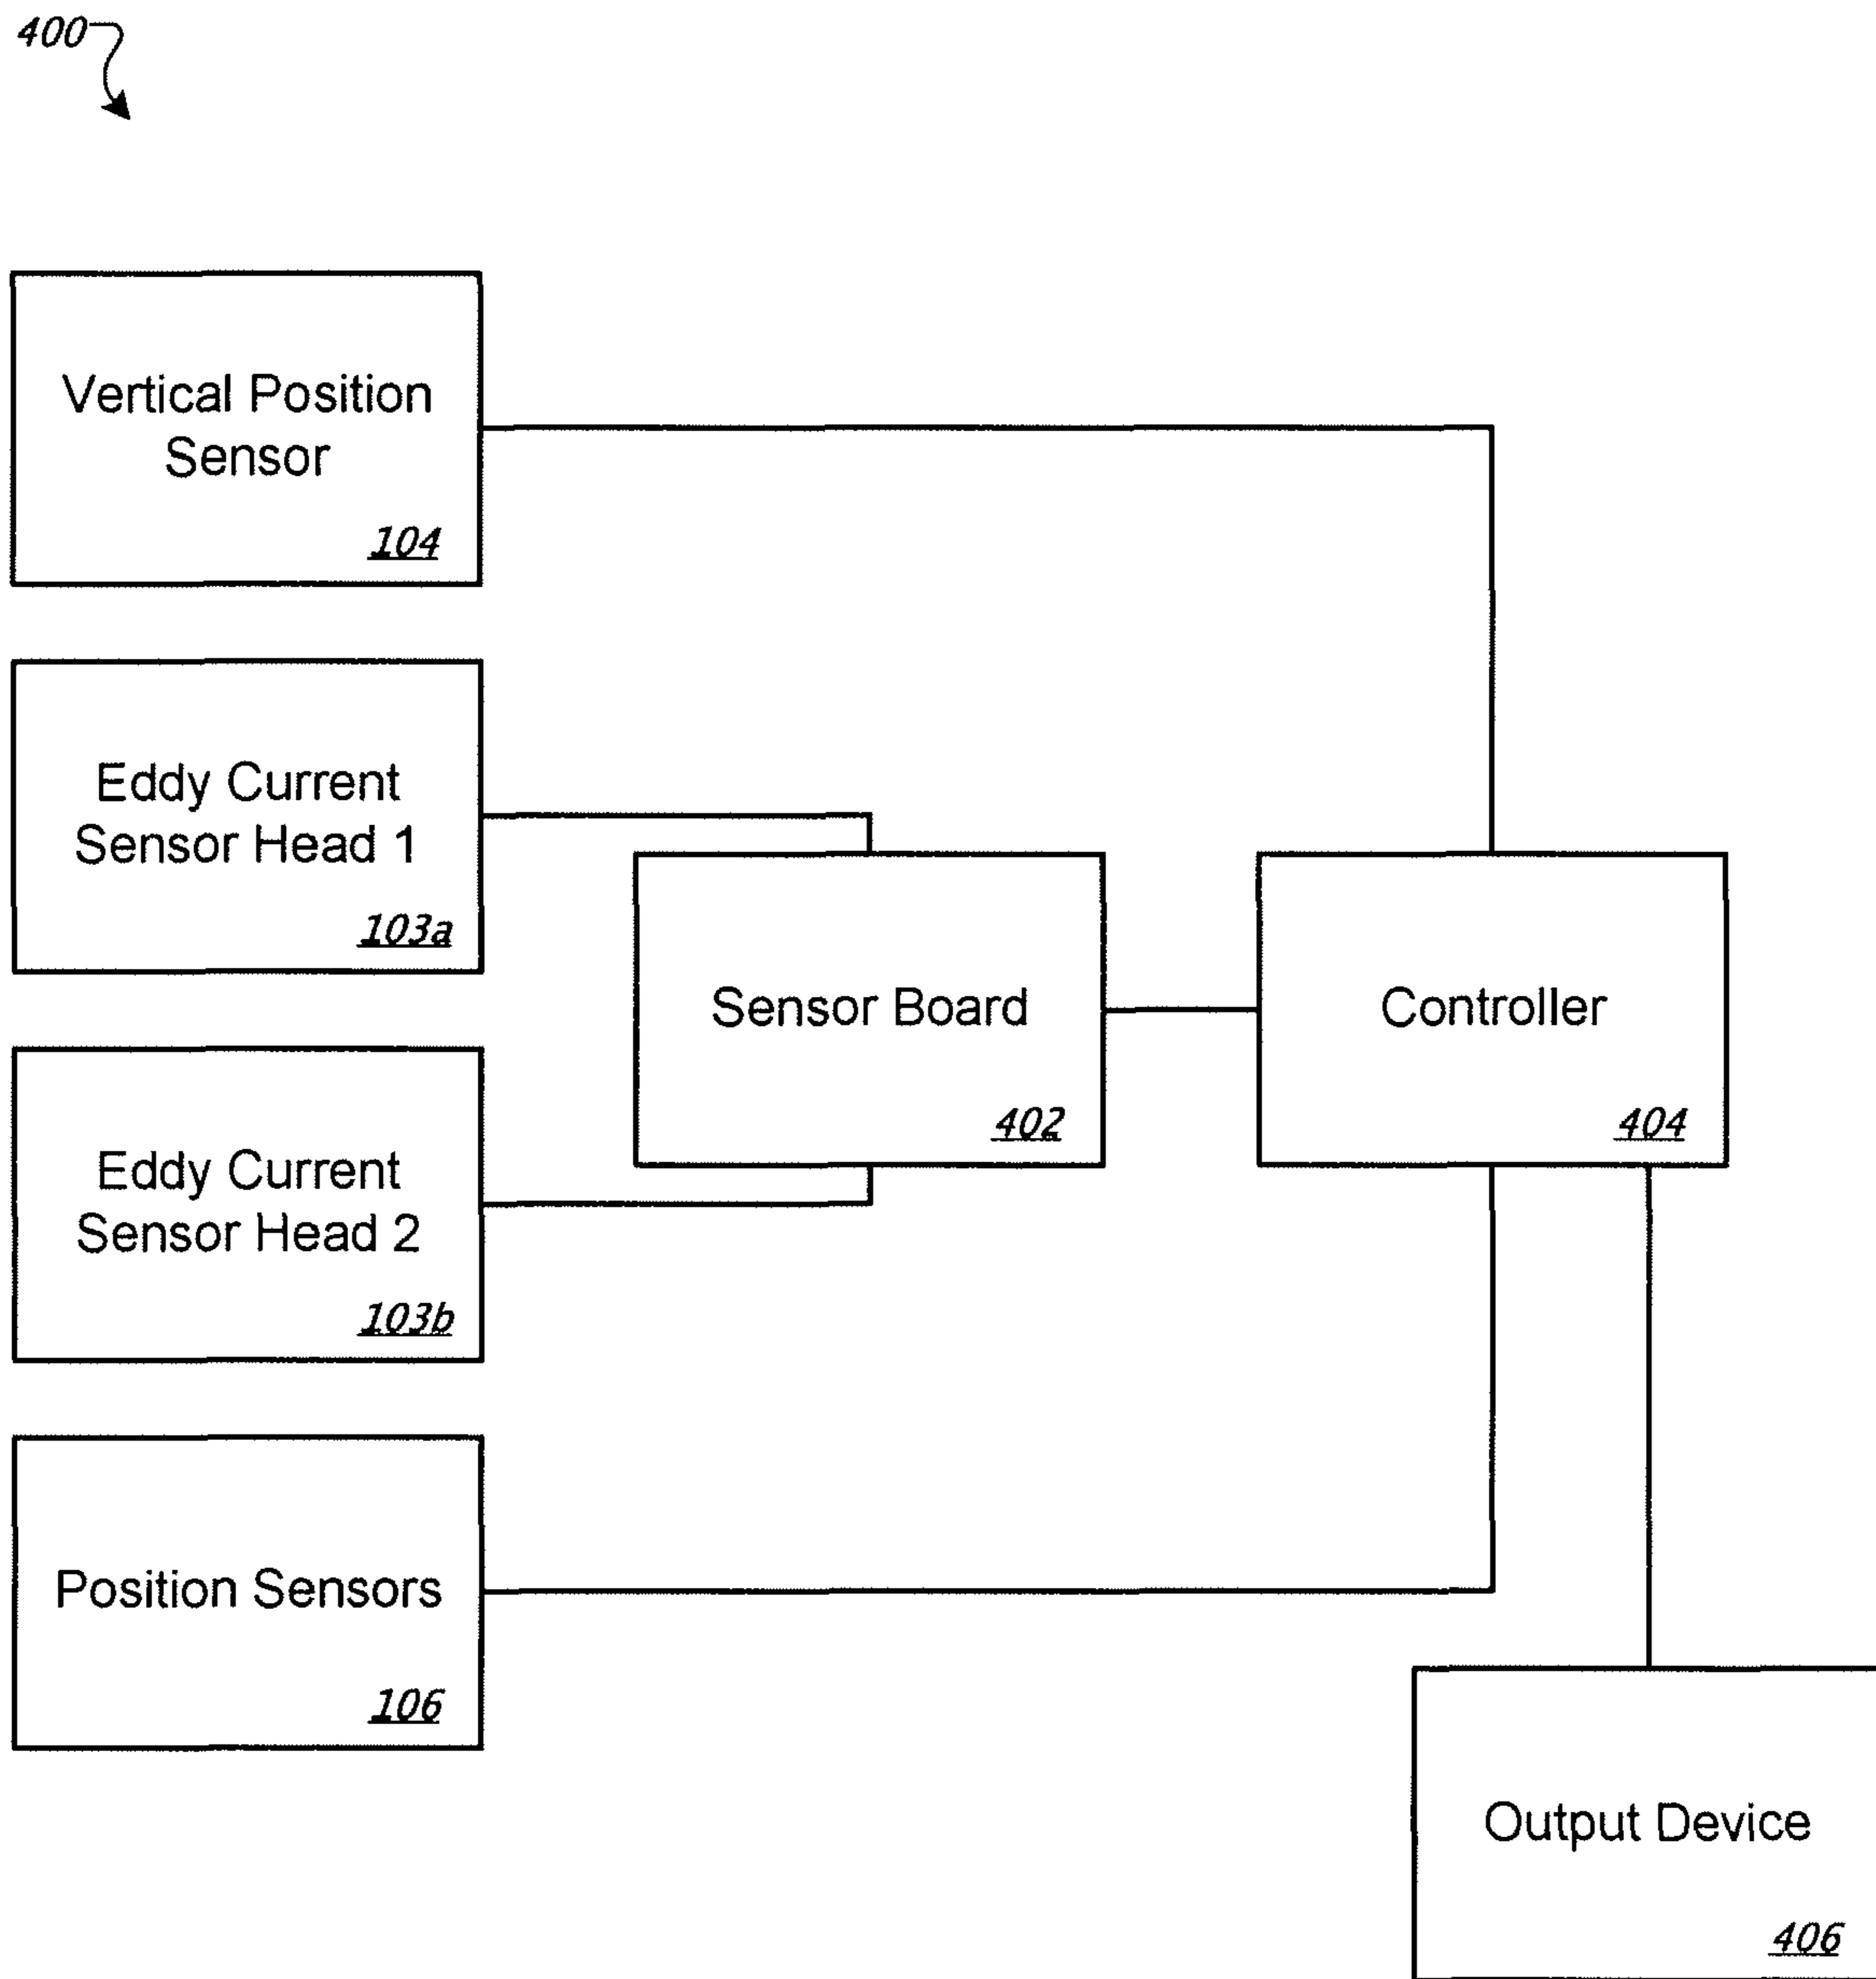 400
Vertical Position
Sensor
104
Eddy Current
Sensor Head 1
103a
Sensor Board
402
Controller
404
Eddy Current
Sensor Head 2
103b
Position Sensors
106
Output Device
406